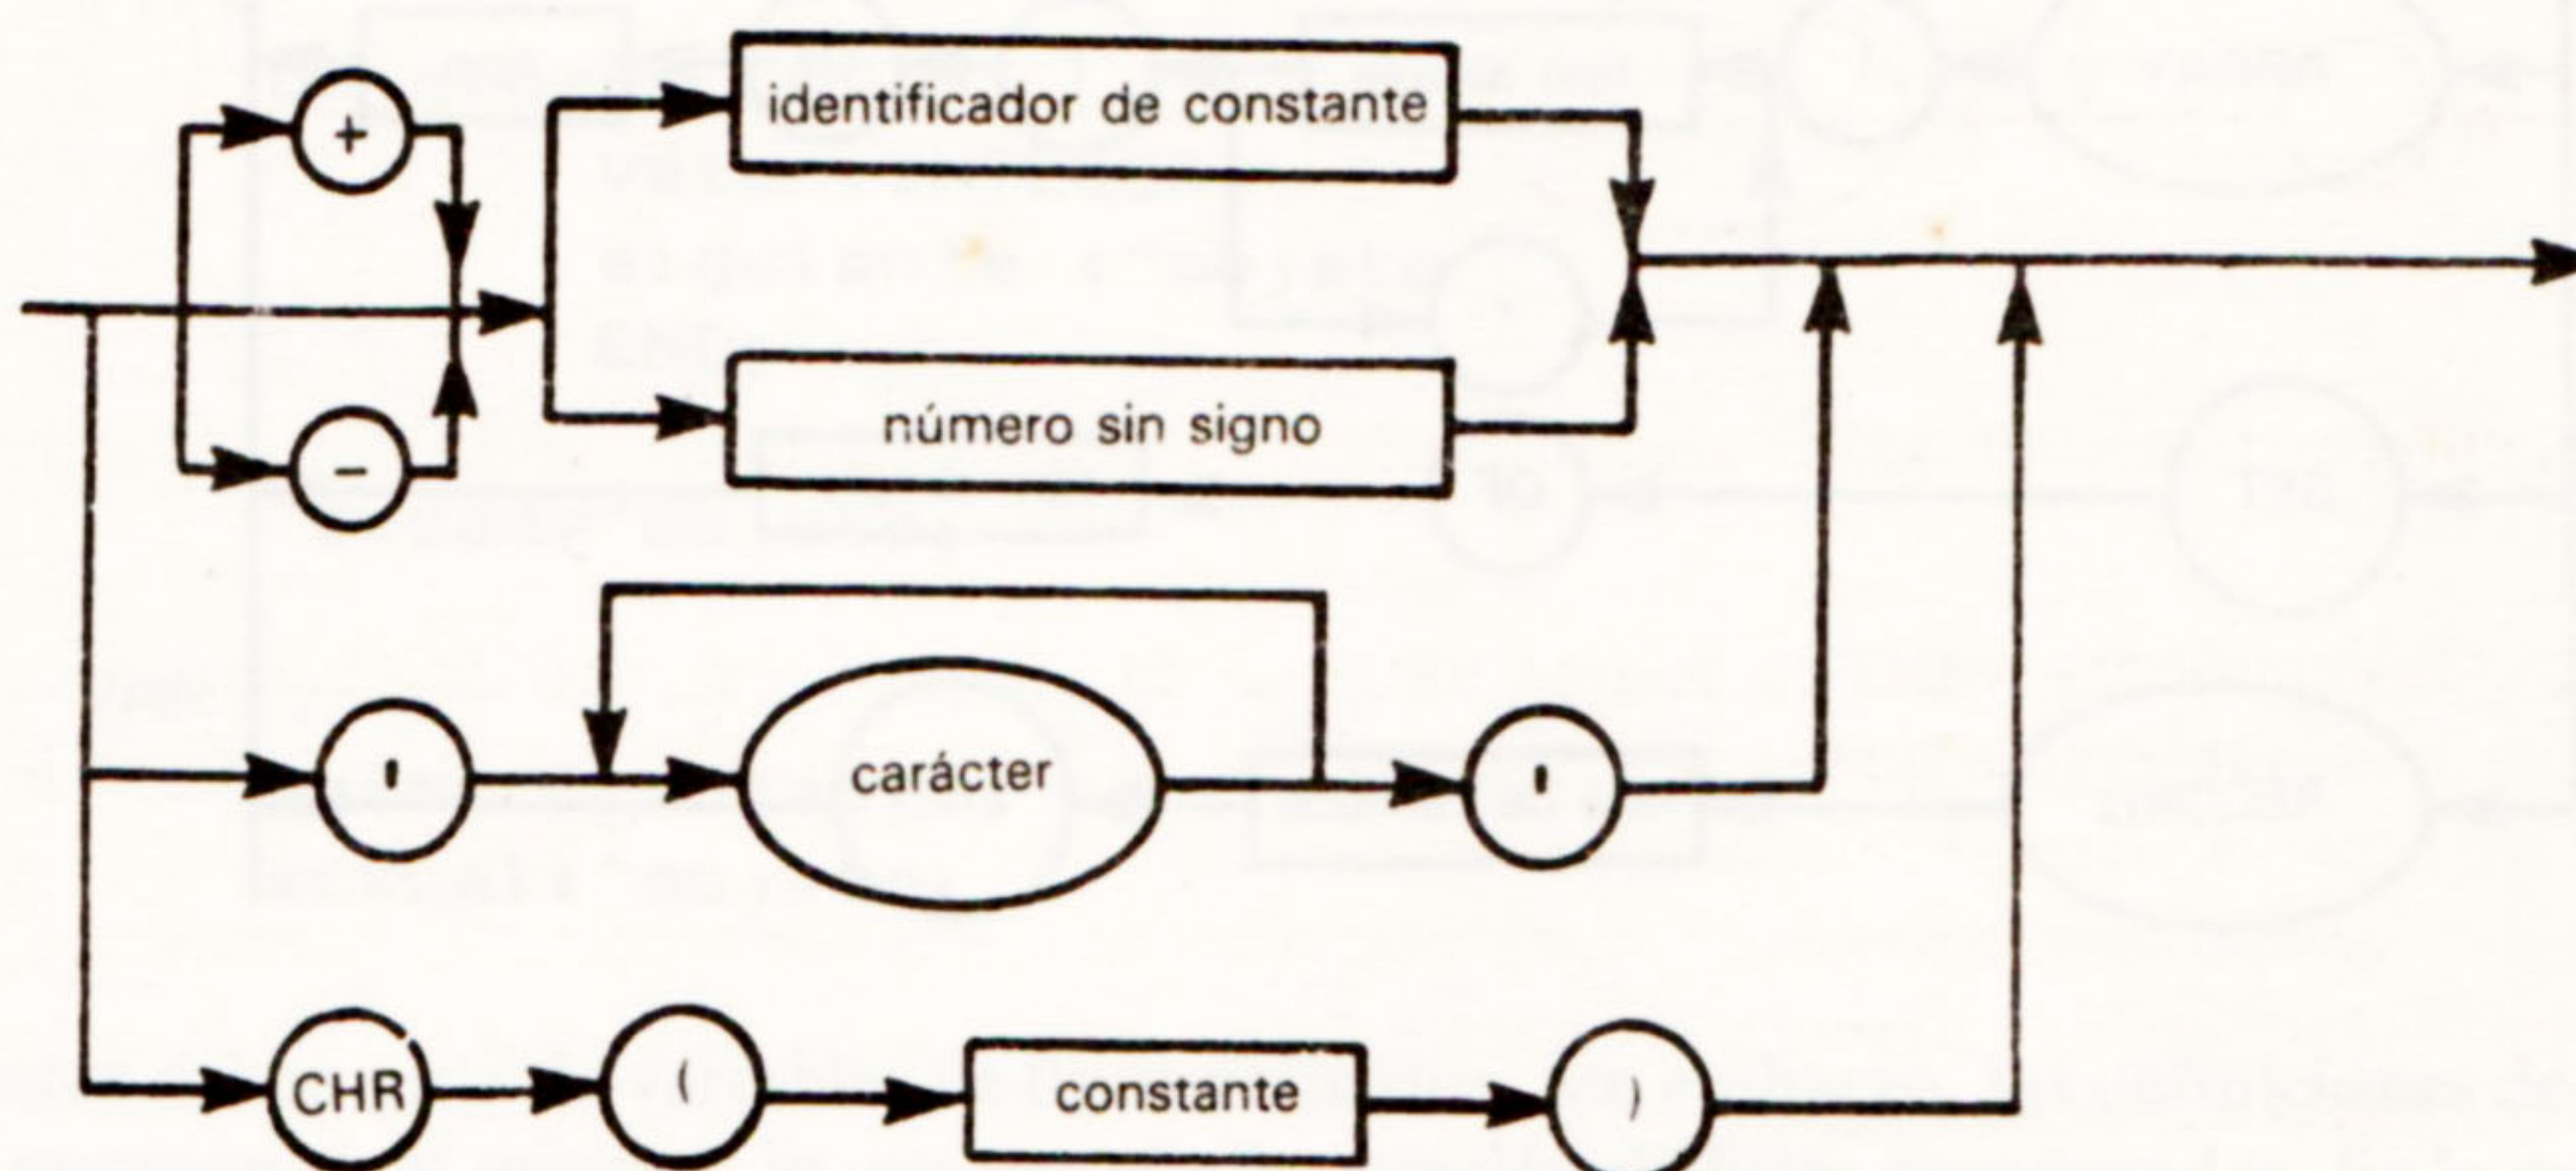 +
identificador de constante
−
número sin signo
'
carácter
'
CHR
(
constante
)